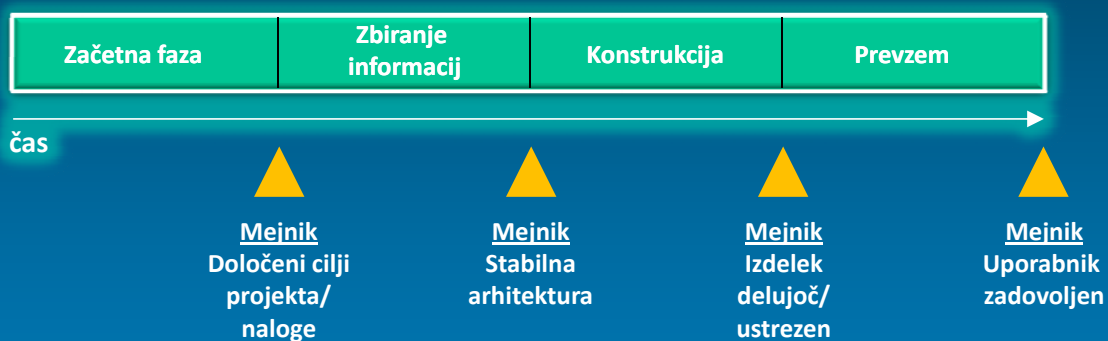 Začetna faza
Zbiranje
informacij
Konstrukcija
Prevzem
čas
Mejnik
Določeni cilji
projekta/
naloge
Mejnik
Stabilna
arhitektura
Mejnik
Izdelek
delujoč/
ustrezen
Mejnik
Uporabnik
zadovoljen